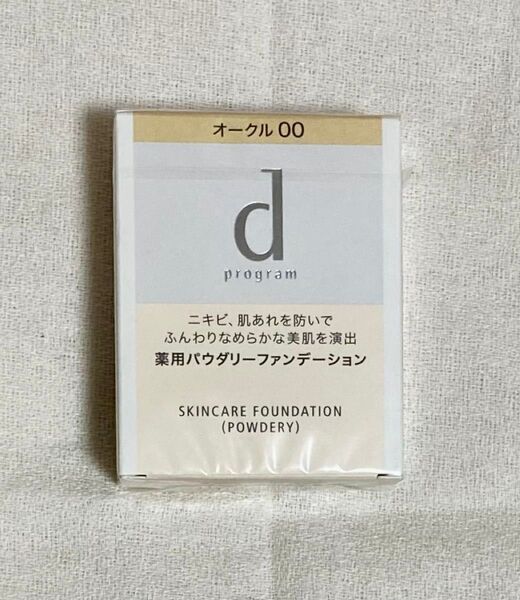 オークル 00
d
program
ニキビ、肌あれを防いで
ふんわりなめらかな美肌を演出
薬用パウダリーファンデーション
SKINCARE FOUNDATION
(POWDERY)